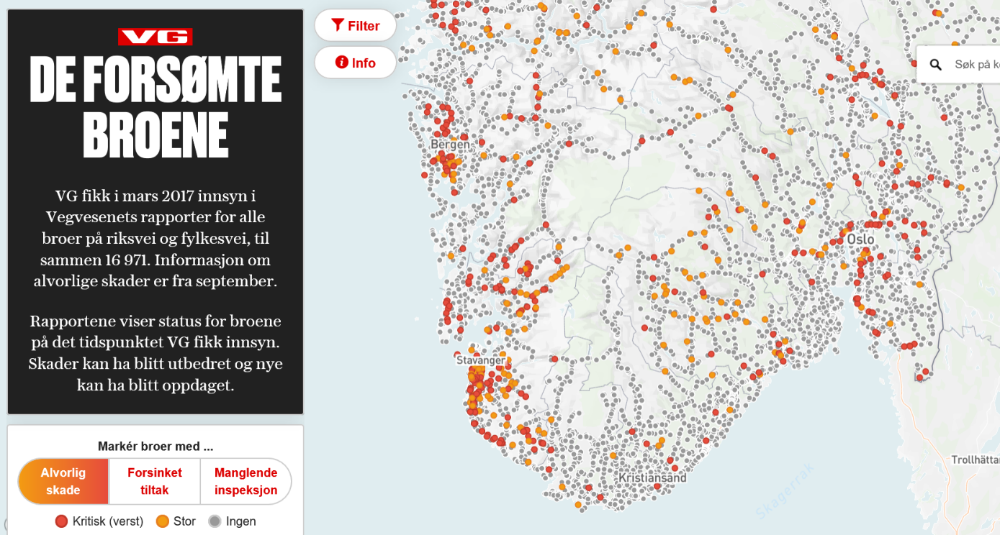 VG
DE FORSØMTE
BROENE
VG fikk i mars 2017 innsyn i
Vegvesenets rapporter for alle
broer på riksvei og fylkesvei, til
sammen 16 971. Informasjon om
alvorlige skader er fra september.
Rapportene viser status for broene
på det tidspunktet VG fikk innsyn.
Skader kan ha blitt utbedret og nye
kan ha blitt oppdaget.
Markér broer med ...
Alvorlig
skade
Forsinket
tiltak
Manglende
inspeksjon
Kritisk (verst)
Stor
Ingen
Filter
Info
Søk på k
Bergen
Oslo
Stavanger
Kristiansand
Skagerrak
Trollhätta